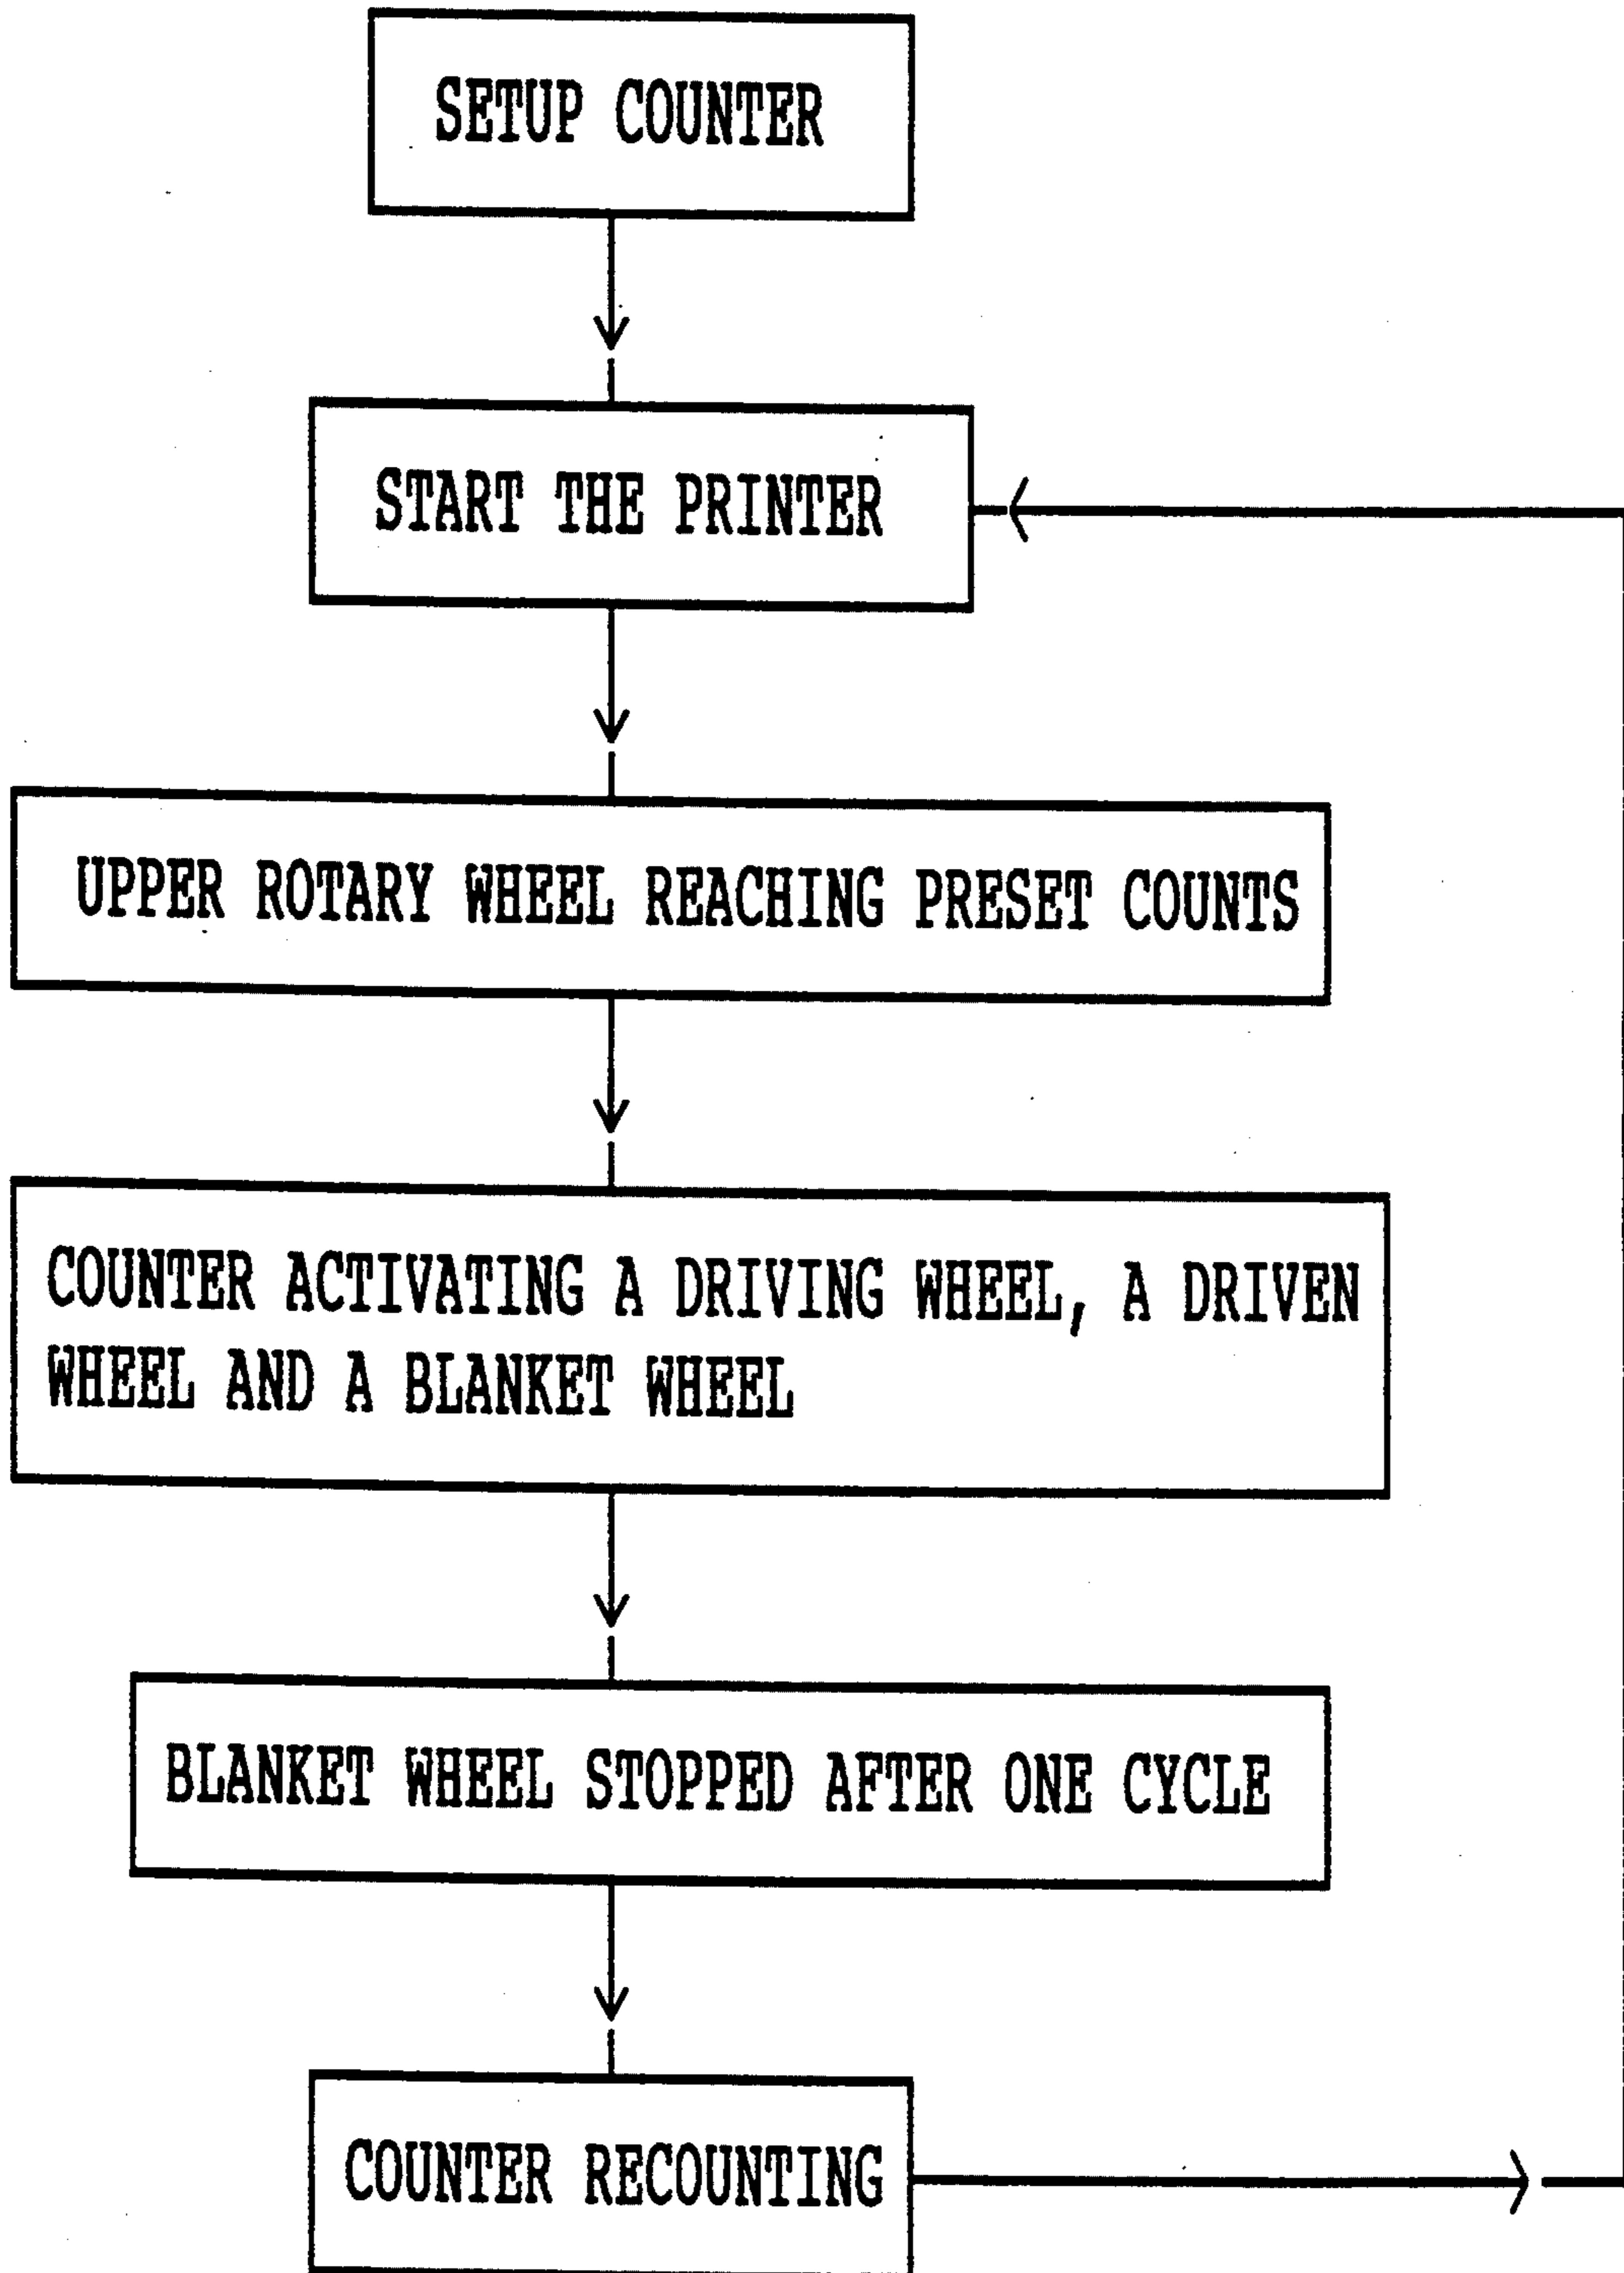 SETUP COUNTER
START THE PRINTER
UPPER ROTARY WHEEL REACHING PRESET COUNTS
COUNTER ACTIVATING A DRIVING WHEEL, A DRIVEN
WHEEL AND A BLANKET WHEEL
BLANKET WHEEL STOPPED AFTER ONE CYCLE
COUNTER RECOUNTING